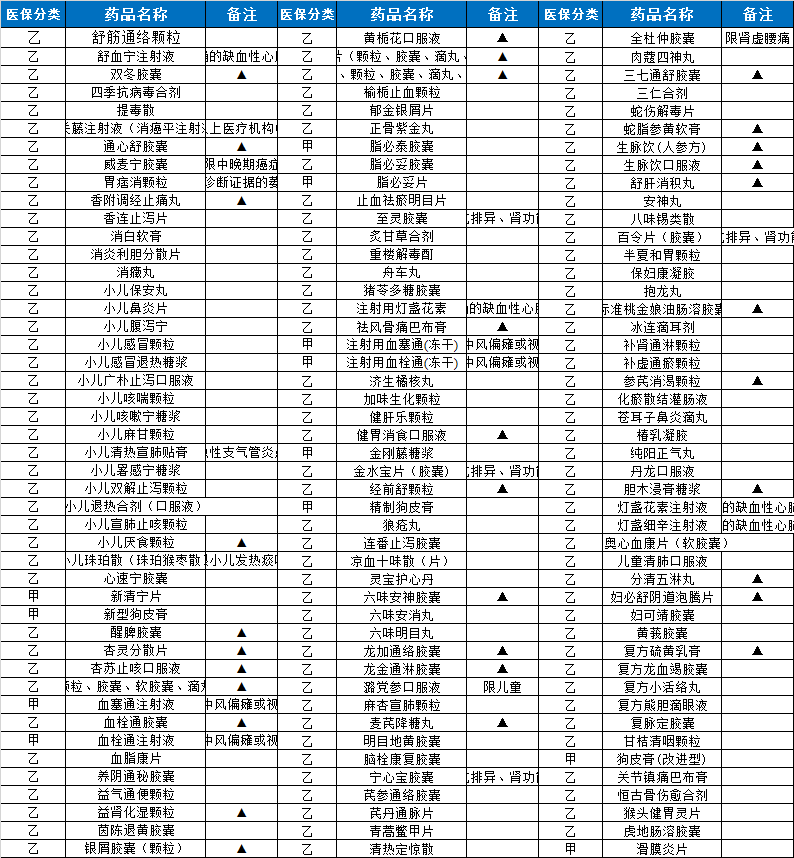 医保分类 药品名称 备注 医保分类 药品名称 备注 医保分类 药品名称 备注
乙 舒筋通络颗粒 乙 黄栀花口服液 ▲ 乙 全杜仲胶囊 限肾虚腰痛
乙 舒血宁注射液 的缺血性心 乙 片（颗粒、胶囊、滴丸、 ▲ 乙 肉蔻四神丸
乙 双冬胶囊 ▲ 乙 、颗粒、胶囊、滴丸、 ▲ 乙 三七通舒胶囊 ▲
乙 四季抗病毒合剂 乙 榆栀止血颗粒 乙 三仁合剂
乙 提毒散 乙 郁金银屑片 乙 蛇伤解毒片
乙 藤注射液（消癌平注射 以上医疗机构 乙 正骨紫金丸 乙 蛇脂参黄软膏 ▲
乙 通心舒胶囊 ▲ 甲 脂必泰胶囊 乙 生脉饮(人参方) ▲
乙 威麦宁胶囊 限中晚期癌症 乙 脂必妥胶囊 乙 生脉饮口服液 ▲
乙 胃痞消颗粒 诊断证据的萎 甲 脂必妥片 乙 舒肝消积丸 ▲
乙 香附调经止痛丸 ▲ 乙 止血祛瘀明目片 乙 安神丸
乙 香连止泻片 乙 至灵胶囊 排异、肾功能 乙 八味锡类散
乙 消白软膏 乙 炙甘草合剂 乙 百令片（胶囊） 排异、肾功能
乙 消炎利胆分散片 乙 重楼解毒酊 乙 半夏和胃颗粒
乙 消癥丸 乙 舟车丸 乙 保妇康凝胶
乙 小儿保安丸 乙 猪苓多糖胶囊 乙 抱龙丸
乙 小儿鼻炎片 乙 注射用灯盏花素 的缺血性心 乙 标准桃金娘油肠溶胶囊 ▲
乙 小儿腹泻宁 乙 祛风骨痛巴布膏 ▲ 乙 冰连滴耳剂
乙 小儿感冒颗粒 甲 注射用血塞通(冻干) 中风偏瘫或视 乙 补肾通淋颗粒
乙 小儿感冒退热糖浆 甲 注射用血栓通(冻干) 中风偏瘫或视 乙 补虚通瘀颗粒
乙 小儿广朴止泻口服液 乙 济生橘核丸 乙 参芪消渴颗粒 ▲
乙 小儿咳喘颗粒 乙 加味生化颗粒 乙 化瘀散结灌肠液
乙 小儿咳嗽宁糖浆 乙 健肝乐颗粒 乙 苍耳子鼻炎滴丸
乙 小儿麻甘颗粒 乙 健胃消食口服液 ▲ 乙 椿乳凝胶
乙 小儿清热宣肺贴膏 性支气管炎 甲 金刚藤糖浆 乙 纯阳正气丸
乙 小儿暑感宁糖浆 乙 金水宝片（胶囊） 排异、肾功能 乙 丹龙口服液
乙 小儿双解止泻颗粒 乙 经前舒颗粒 ▲ 乙 胆木浸膏糖浆 ▲
乙 小儿退热合剂（口服液） 甲 精制狗皮膏 乙 灯盏花素注射液 的缺血性心脑
乙 小儿宣肺止咳颗粒 乙 狼疮丸 乙 灯盏细辛注射液 的缺血性心脑
乙 小儿厌食颗粒 ▲ 乙 连番止泻胶囊 乙 奥心血康片（软胶囊）
乙 小儿珠珀散（珠珀猴枣散 小儿发热痰 乙 凉血十味散（片） 乙 儿童清肺口服液
乙 心速宁胶囊 乙 灵宝护心丹 乙 分清五淋丸 ▲
甲 新清宁片 乙 六味安神胶囊 ▲ 乙 妇必舒阴道泡腾片 ▲
甲 新型狗皮膏 乙 六味安消丸 乙 妇可靖胶囊
乙 醒脾胶囊 ▲ 乙 六味明目丸 乙 黄莪胶囊
乙 杏灵分散片 ▲ 乙 龙加通络胶囊 ▲ 乙 复方硫黄乳膏 ▲
乙 杏苏止咳口服液 ▲ 乙 龙金通淋胶囊 ▲ 乙 复方龙血竭胶囊
乙 颗粒、胶囊、软胶囊、滴丸 ▲ 乙 潞党参口服液 限儿童 乙 复方小活络丸
甲 血塞通注射液 中风偏瘫或视 乙 麻杏宣肺颗粒 乙 复方熊胆滴眼液
乙 血栓通胶囊 ▲ 乙 麦芪降糖丸 ▲ 乙 复脉定胶囊
甲 血栓通注射液 中风偏瘫或视 乙 明目地黄胶囊 乙 甘桔清咽颗粒
乙 血脂康片 乙 脑栓康复胶囊 甲 狗皮膏(改进型)
乙 养阴通秘胶囊 乙 宁心宝胶囊 排异、肾功能 乙 关节镇痛巴布膏
乙 益气通便颗粒 乙 芪参通络胶囊 乙 恒古骨伤愈合剂
乙 益肾化湿颗粒 ▲ 乙 芪丹通脉片 乙 猴头健胃灵片
乙 茵陈退黄胶囊 乙 青蒿鳖甲片 乙 虎地肠溶胶囊
乙 银屑胶囊（颗粒） ▲ 乙 清热定惊散 甲 滑膜炎片